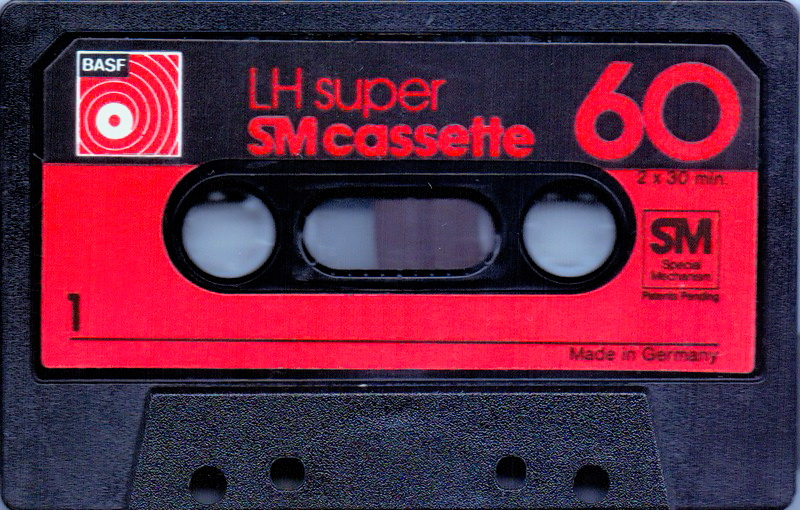 BASF
LH super
SM cassette
60
2 x 30 min.
SM
Special
Mechanism
Patents Pending
1
Made in Germany